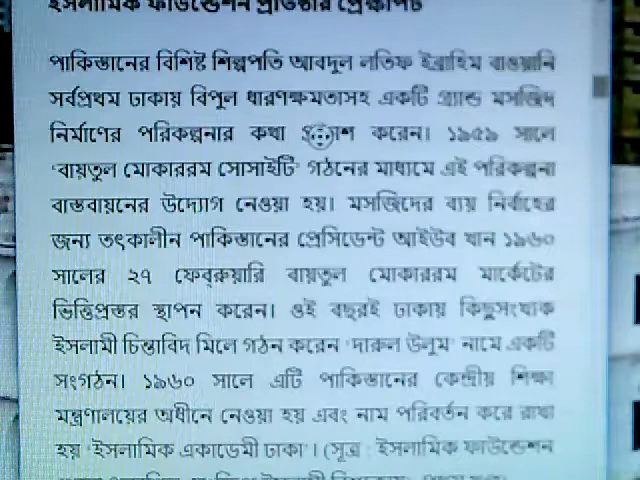 ইসলামিক ফাউন্ডেশন প্রতিষ্ঠার প্রেক্ষাপট
পাকিস্তানের বিশিষ্ট শিল্পপতি আবদুল লতিফ ইব্রাহিম বাওয়ানি
সর্বপ্রথম ঢাকায় বিপুল ধারণক্ষমতাসহ একটি গ্র্যান্ড মসজিদ
নির্মাণের পরিকল্পনার কথা প্রকাশ করেন। ১৯৫৯ সালে
‘বায়তুল মোকাররম সোসাইটি’ গঠনের মাধ্যমে এই পরিকল্পনা
বাস্তবায়নের উদ্যোগ নেওয়া হয়। মসজিদের ব্যয় নির্বাহের
জন্য তৎকালীন পাকিস্তানের প্রেসিডেন্ট আইউব খান ১৯৬০
সালের ২৭ ফেব্রুয়ারি বায়তুল মোকাররম মার্কেটের
ভিত্তিপ্রস্তর স্থাপন করেন। ওই বছরই ঢাকায় কিছুসংখ্যক
ইসলামী চিন্তাবিদ মিলে গঠন করেন ‘দারুল উলুম’ নামে একটি
সংগঠন। ১৯৬০ সালে এটি পাকিস্তানের কেন্দ্রীয় শিক্ষা
মন্ত্রণালয়ের অধীনে নেওয়া হয় এবং নাম পরিবর্তন করে রাখা
হয় ‘ইসলামিক একাডেমী ঢাকা’। (সূত্র : ইসলামিক ফাউন্ডেশন